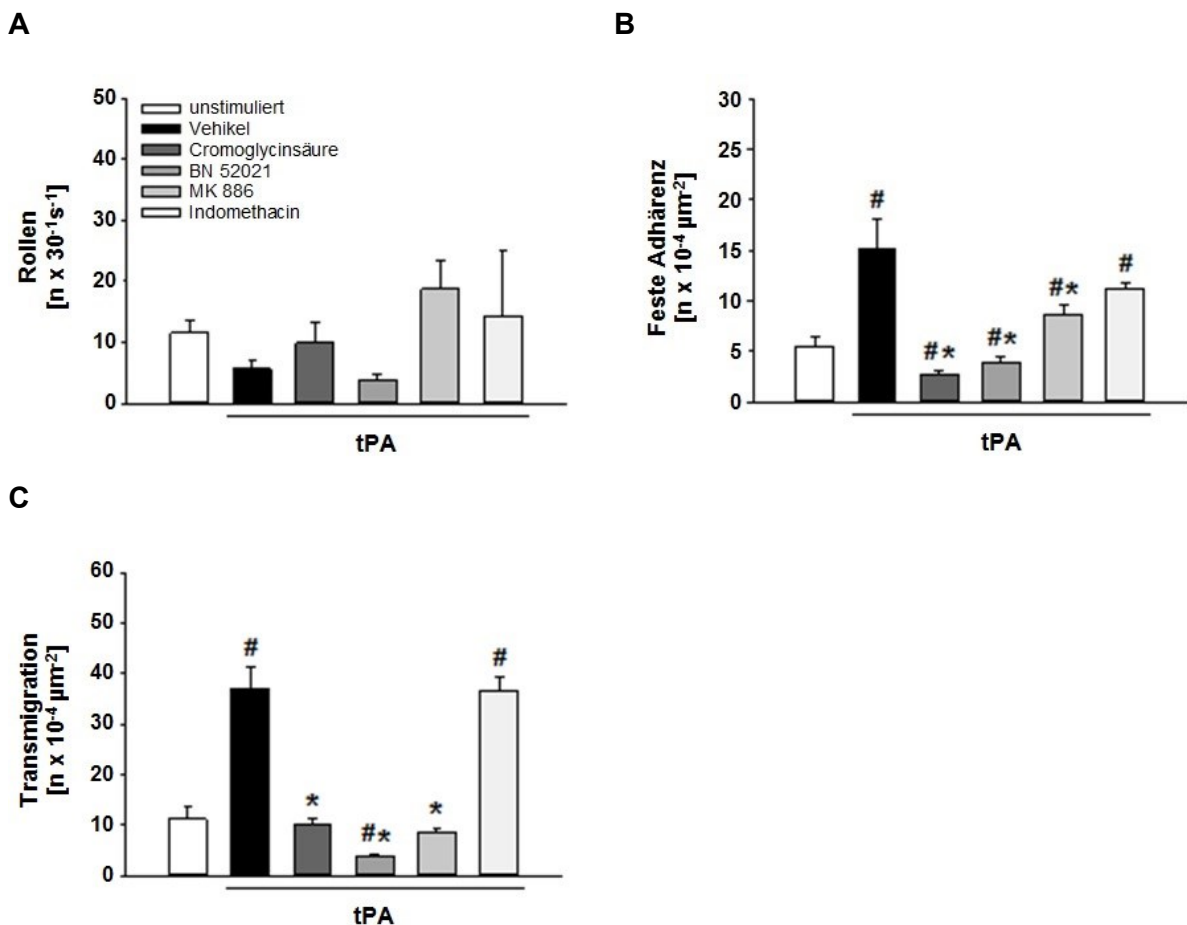 A
50
40
30
20
10
0
Rollen
[n x 30⁻¹s⁻¹]
unstimuliert
Vehikel
Cromoglycinsäure
BN 52021
MK 886
Indomethacin
tPA
B
30
25
20
15
10
5
0
Feste Adhärenz
[n x 10⁻⁴ µm⁻²]
#
#*
#*
#*
#
tPA
C
60
50
40
30
20
10
0
Transmigration
[n x 10⁻⁴ µm⁻²]
#
*
#*
*
#
tPA